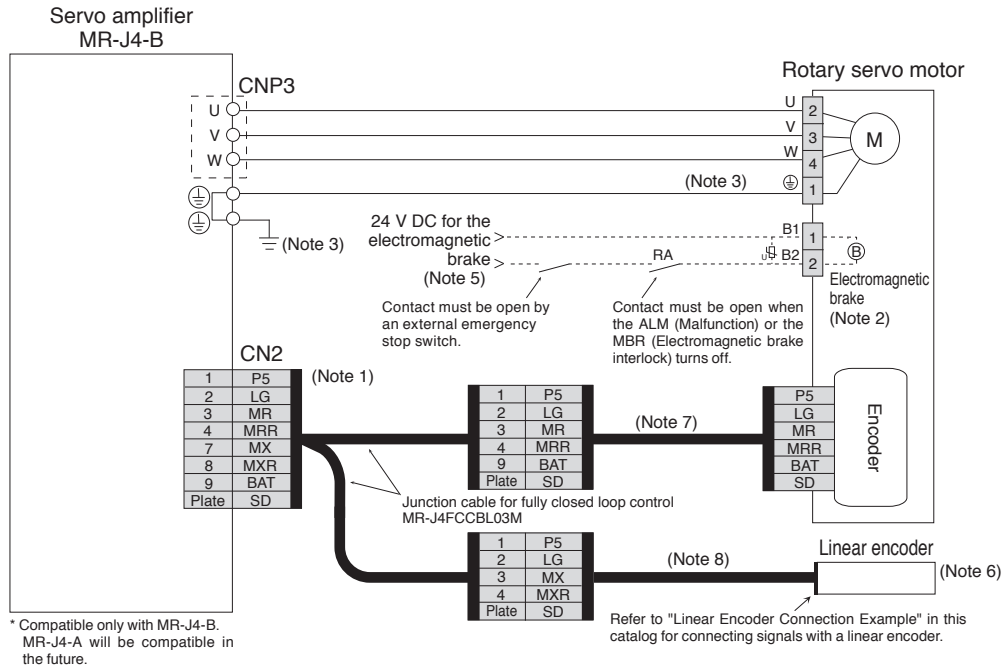 Servo amplifier
MR-J4-B
CNP3
U
V
W
(Note 3)
Rotary servo motor
U
2
V
3
W
4
(Note 3)
1
M
24 V DC for the
electromagnetic
brake
(Note 5)
RA
B1
1
U
B2
2
B
Electromagnetic
brake
(Note 2)
Contact must be open by
an external emergency
stop switch.
Contact must be open when
the ALM (Malfunction) or the
MBR (Electromagnetic brake
interlock) turns off.
CN2
(Note 1)
1 P5
2 LG
3 MR
4 MRR
7 MX
8 MXR
9 BAT
Plate SD
1 P5
2 LG
3 MR
4 MRR
9 BAT
Plate SD
(Note 7)
P5
LG
MR
MRR
BAT
SD
Encoder
Junction cable for fully closed loop control
MR-J4FCCBL03M
1 P5
2 LG
3 MX
4 MXR
Plate SD
(Note 8)
Linear encoder
(Note 6)
Refer to "Linear Encoder Connection Example" in this
catalog for connecting signals with a linear encoder.
* Compatible only with MR-J4-B.
MR-J4-A will be compatible in
the future.